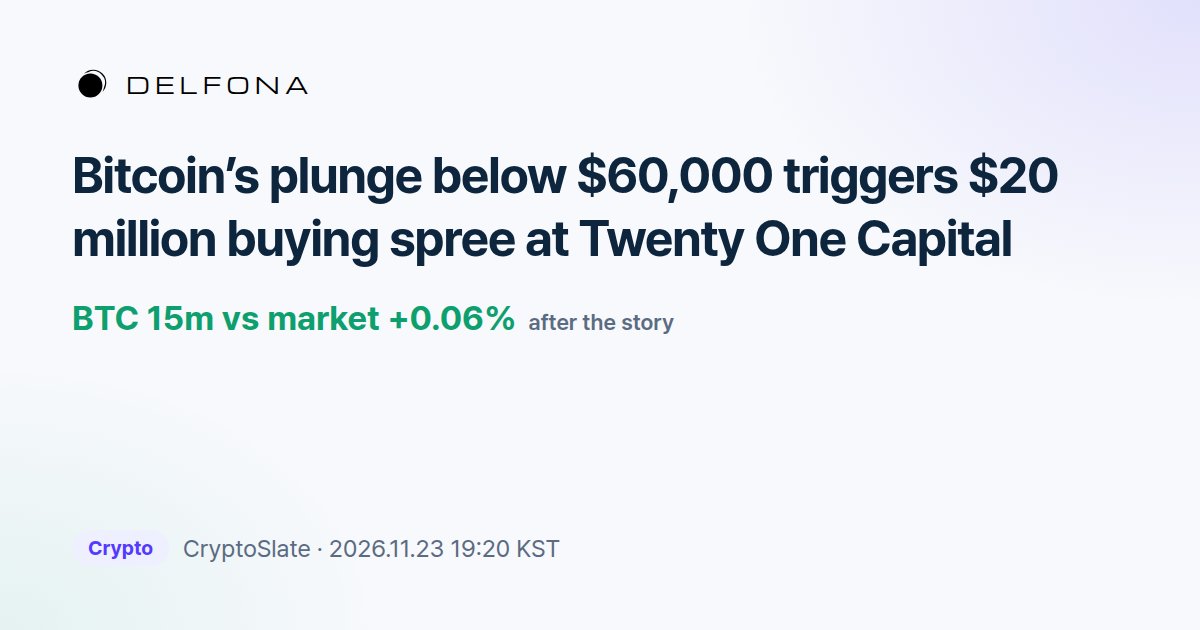 DELFONA
Bitcoin’s plunge below $60,000 triggers $20
million buying spree at Twenty One Capital
BTC 15m vs market +0.06% after the story
Crypto CryptoSlate · 2026.11.23 19:20 KST